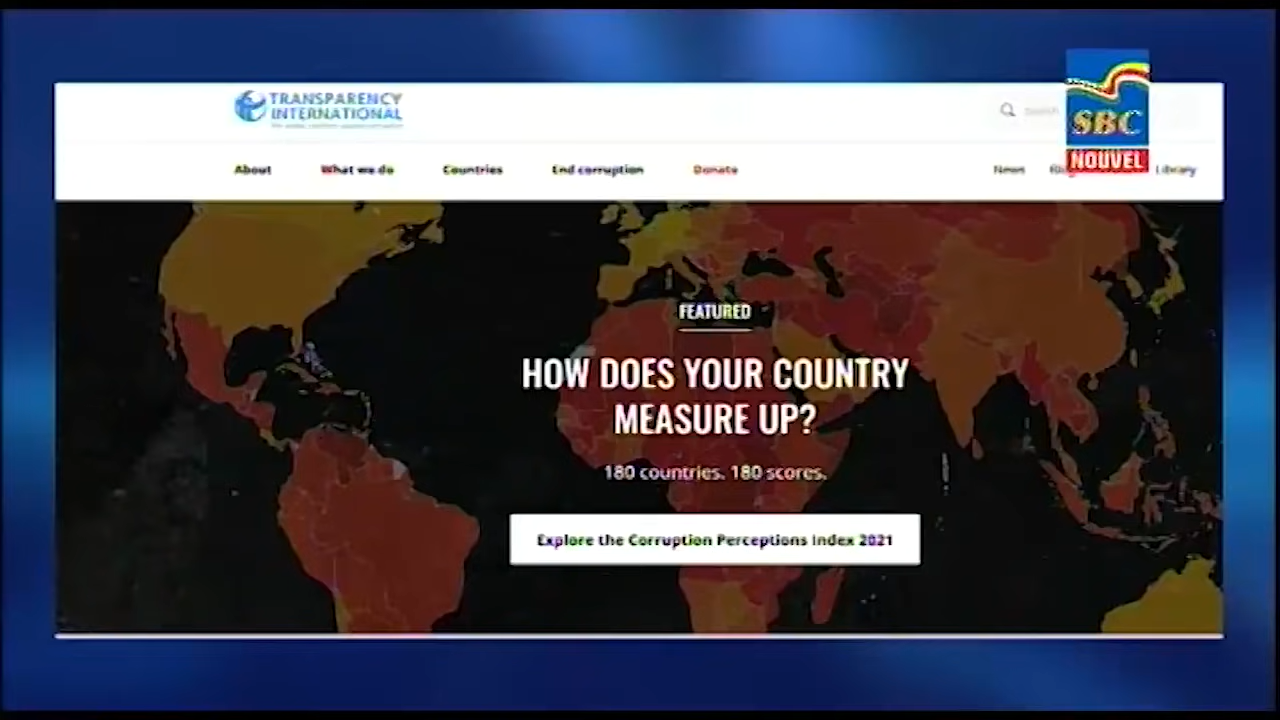 TRANSPARENCY
INTERNATIONAL
Search
SBC
NOUVEL
About What we do Countries End corruption Donate News Library
FEATURED
HOW DOES YOUR COUNTRY
MEASURE UP?
180 countries. 180 scores.
Explore the Corruption Perceptions Index 2021